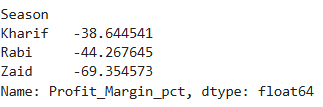 Season
Kharif   -38.644541
Rabi     -44.267645
Zaid     -69.354573
Name: Profit_Margin_pct, dtype: float64